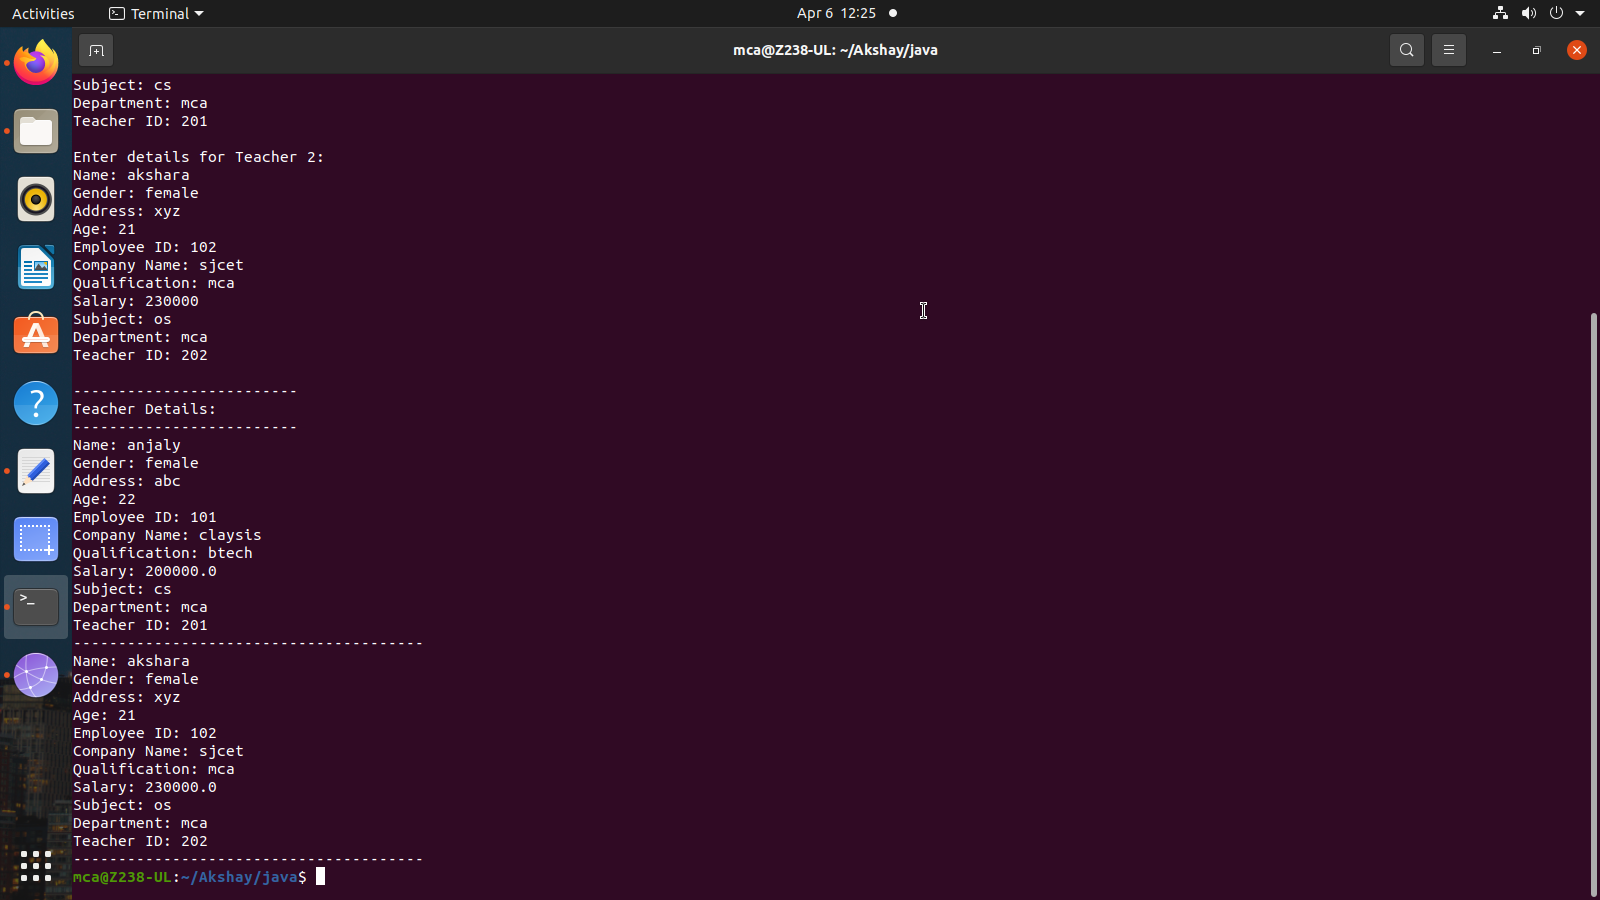 Activities
Terminal
Apr 6 12:25
mca@Z238-UL: ~/Akshay/java
Subject: cs
Department: mca
Teacher ID: 201

Enter details for Teacher 2:
Name: akshara
Gender: female
Address: xyz
Age: 21
Employee ID: 102
Company Name: sjcet
Qualification: mca
Salary: 230000
Subject: os
Department: mca
Teacher ID: 202

-------------------------
Teacher Details:
-------------------------
Name: anjaly
Gender: female
Address: abc
Age: 22
Employee ID: 101
Company Name: claysis
Qualification: btech
Salary: 200000.0
Subject: cs
Department: mca
Teacher ID: 201
---------------------------------------
Name: akshara
Gender: female
Address: xyz
Age: 21
Employee ID: 102
Company Name: sjcet
Qualification: mca
Salary: 230000.0
Subject: os
Department: mca
Teacher ID: 202
---------------------------------------
mca@Z238-UL:~/Akshay/java$